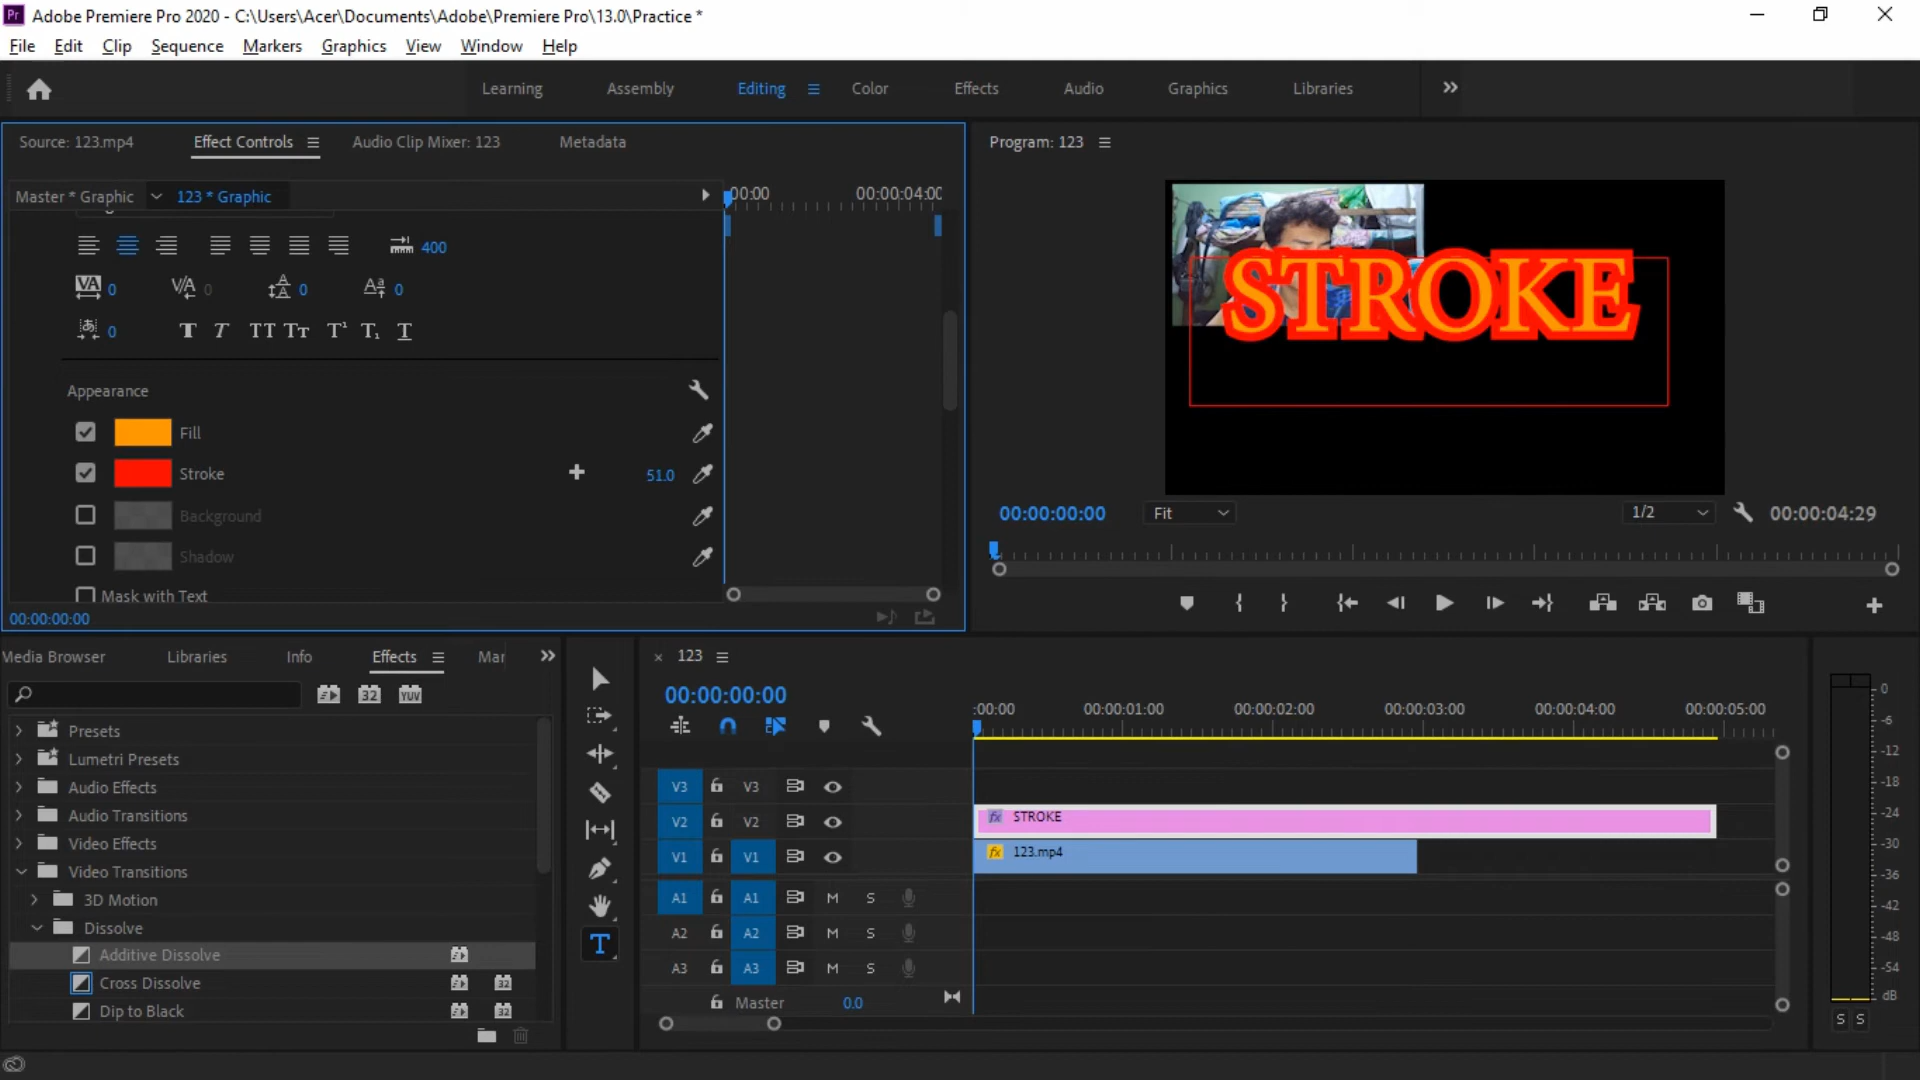 Adobe Premiere Pro 2020 - C:\Users\Acer\Documents\Adobe\Premiere Pro\13.0\Practice *
File Edit Clip Sequence Markers Graphics View Window Help
Learning Assembly Editing Color Effects Audio Graphics Libraries
Source: 123.mp4 Effect Controls Audio Clip Mixer: 123 Metadata
Program: 123
Master * Graphic 123 * Graphic
00:00 00:00:04:00
400
0 0 0 0
0
Appearance
Fill
Stroke 51.0
Background
Shadow
Mask with Text
00:00:00:00
STROKE
00:00:00:00 Fit 1/2 00:00:04:29
Media Browser Libraries Info Effects Mar
Presets
Lumetri Presets
Audio Effects
Audio Transitions
Video Effects
Video Transitions
3D Motion
Dissolve
Additive Dissolve
Cross Dissolve
Dip to Black
123
00:00:00:00
:00:00 00:00:01:00 00:00:02:00 00:00:03:00 00:00:04:00 00:00:05:00
V3 V3
V2 V2 STROKE
V1 V1 123.mp4
A1 A1 M S
A2 A2 M S
A3 A3 M S
Master 0.0
0
-6
-12
-18
-24
-30
-36
-42
-48
-54
dB
S S